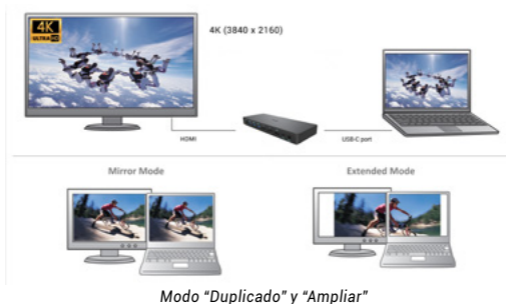 4K
ULTRA HD
4K (3840 x 2160)
HDMI
USB-C port
Mirror Mode
Extended Mode
Modo “Duplicado” y “Ampliar”